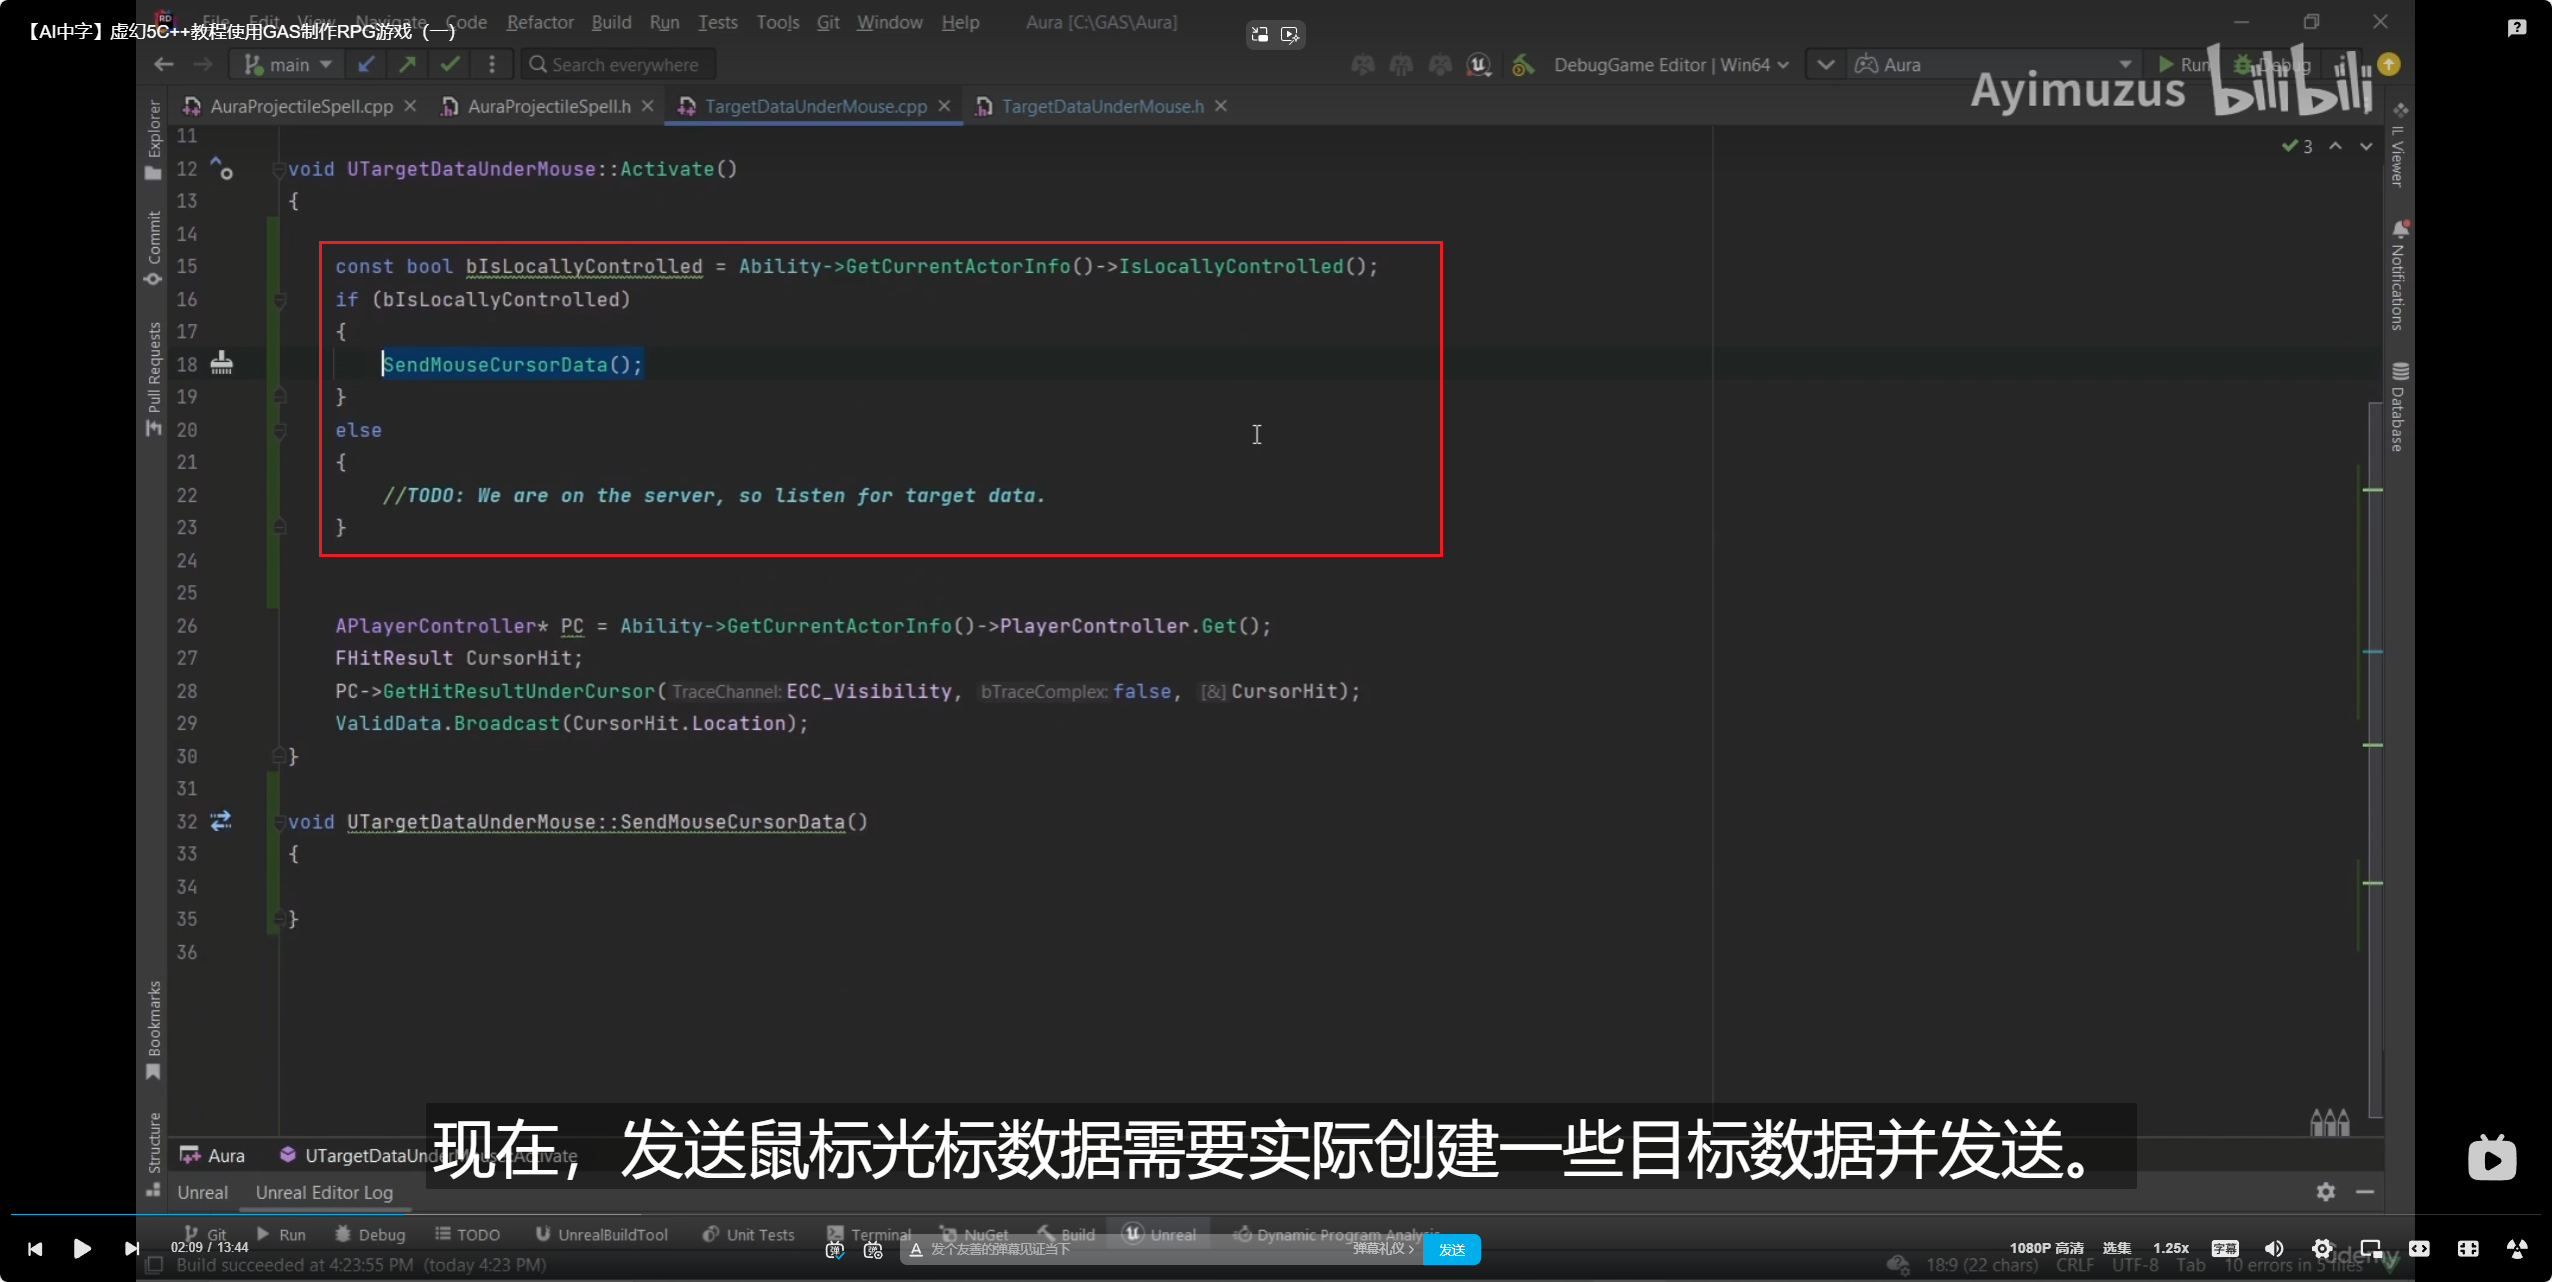 【AI中字】虚幻5C++教程使用GAS制作RPG游戏（一）
File Edit View Navigate Code Refactor Build Run Tests Tools Git Window Help Aura [C:\GAS\Aura]
main Search everywhere DebugGame Editor | Win64 Aura Run Debug
Ayimuzus bilibili
AuraProjectileSpell.cpp AuraProjectileSpell.h TargetDataUnderMouse.cpp TargetDataUnderMouse.h
Explorer
Commit
Pull Requests
Bookmarks
Structure
IL Viewer
Notifications
Database
3
11
12 void UTargetDataUnderMouse::Activate()
13 {
14
15 const bool bIsLocallyControlled = Ability->GetCurrentActorInfo()->IsLocallyControlled();
16 if (bIsLocallyControlled)
17 {
18 SendMouseCursorData();
19 }
20 else
21 {
22 //TODO: We are on the server, so listen for target data.
23 }
24
25
26 APlayerController* PC = Ability->GetCurrentActorInfo()->PlayerController.Get();
27 FHitResult CursorHit;
28 PC->GetHitResultUnderCursor( TraceChannel: ECC_Visibility, bTraceComplex: false, [&] CursorHit);
29 ValidData.Broadcast(CursorHit.Location);
30 }
31
32 void UTargetDataUnderMouse::SendMouseCursorData()
33 {
34
35 }
36
Aura UTargetDataUnderMouse::Activate
现在，发送鼠标光标数据需要实际创建一些目标数据并发送。
Unreal Unreal Editor Log
Git Run Debug TODO UnrealBuildTool Unit Tests Terminal NuGet Build Unreal Dynamic Program Analysis
02:09 / 13:44 发个友善的弹幕见证当下 弹幕礼仪 > 发送 1080P 高清 选集 1.25x 字幕
Build succeeded at 4:23:55 PM (today 4:23 PM) 18:9 (22 chars) CRLF UTF-8 Tab 10 errors in 5 files